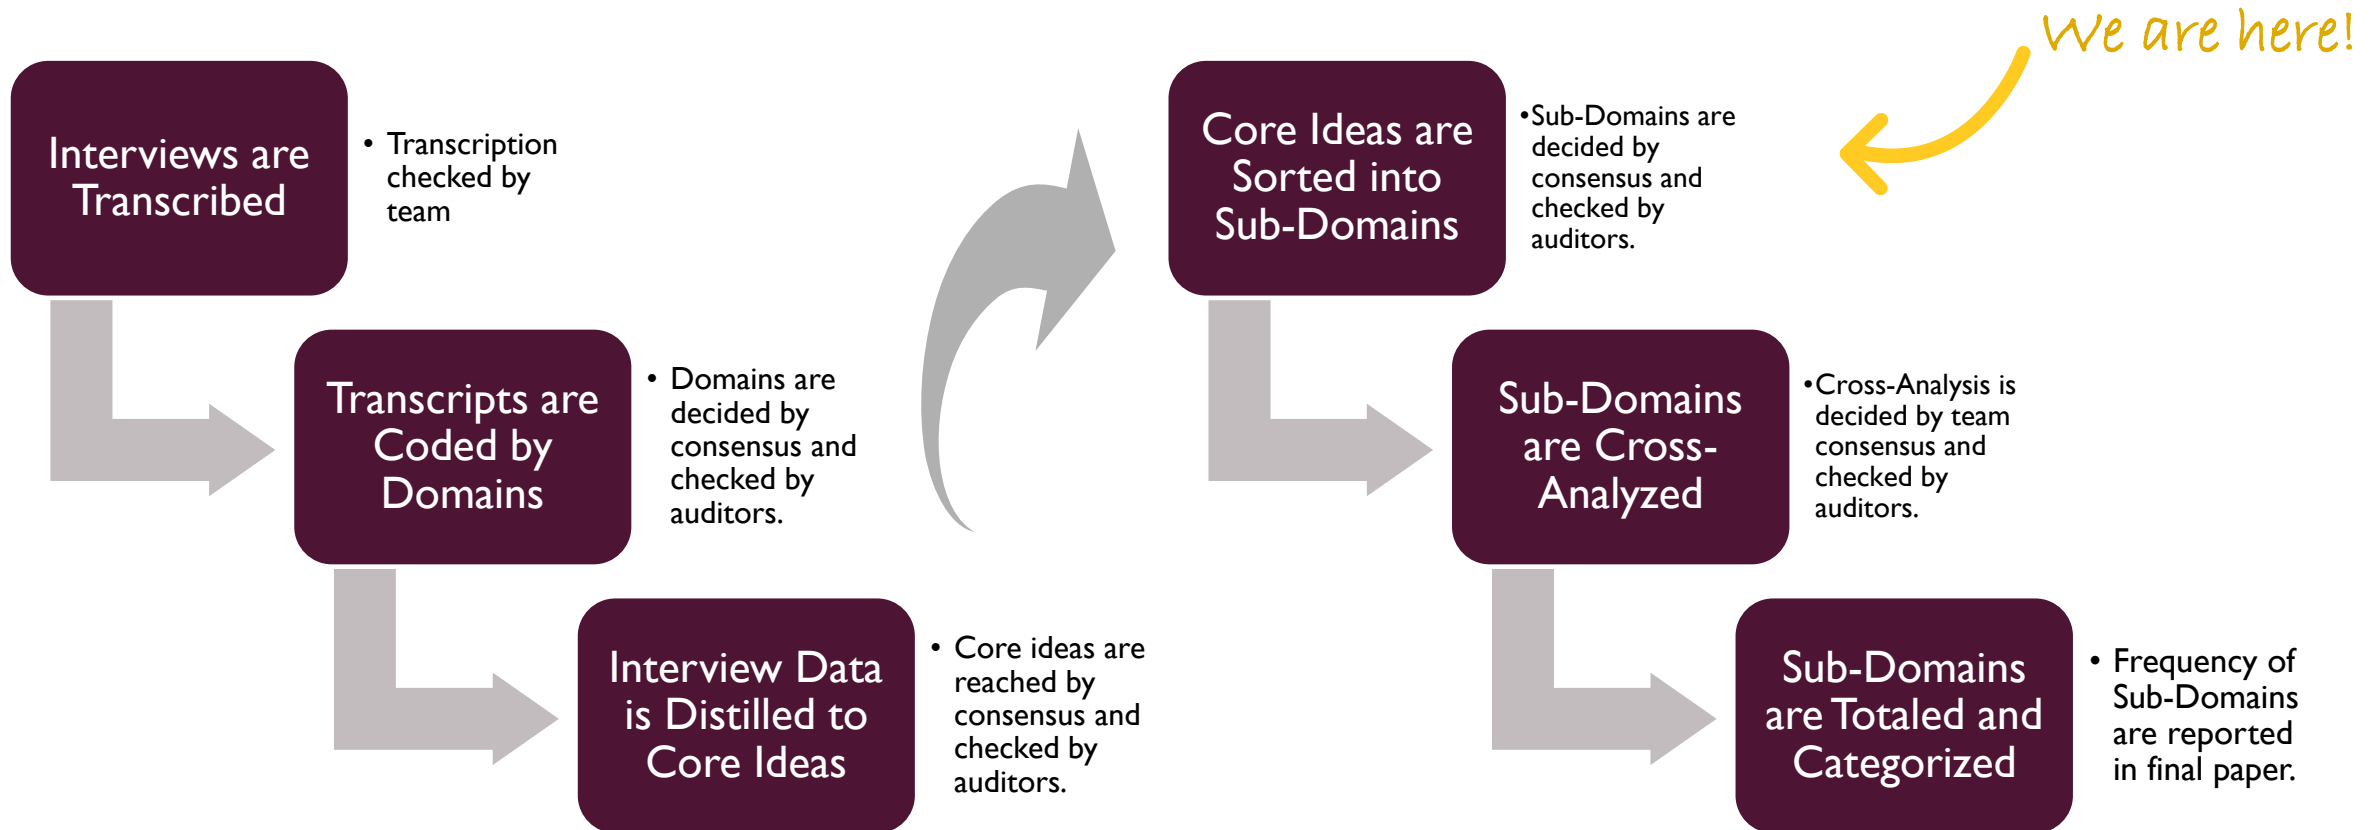 We are here!
Interviews are
Transcribed
• Transcription
checked by
team
Transcripts are
Coded by
Domains
• Domains are
decided by
consensus and
checked by
auditors.
Interview Data
is Distilled to
Core Ideas
• Core ideas are
reached by
consensus and
checked by
auditors.
Core Ideas are
Sorted into
Sub-Domains
•Sub-Domains are
decided by
consensus and
checked by
auditors.
Sub-Domains
are Cross-
Analyzed
•Cross-Analysis is
decided by team
consensus and
checked by
auditors.
Sub-Domains
are Totaled and
Categorized
• Frequency of
Sub-Domains
are reported
in final paper.